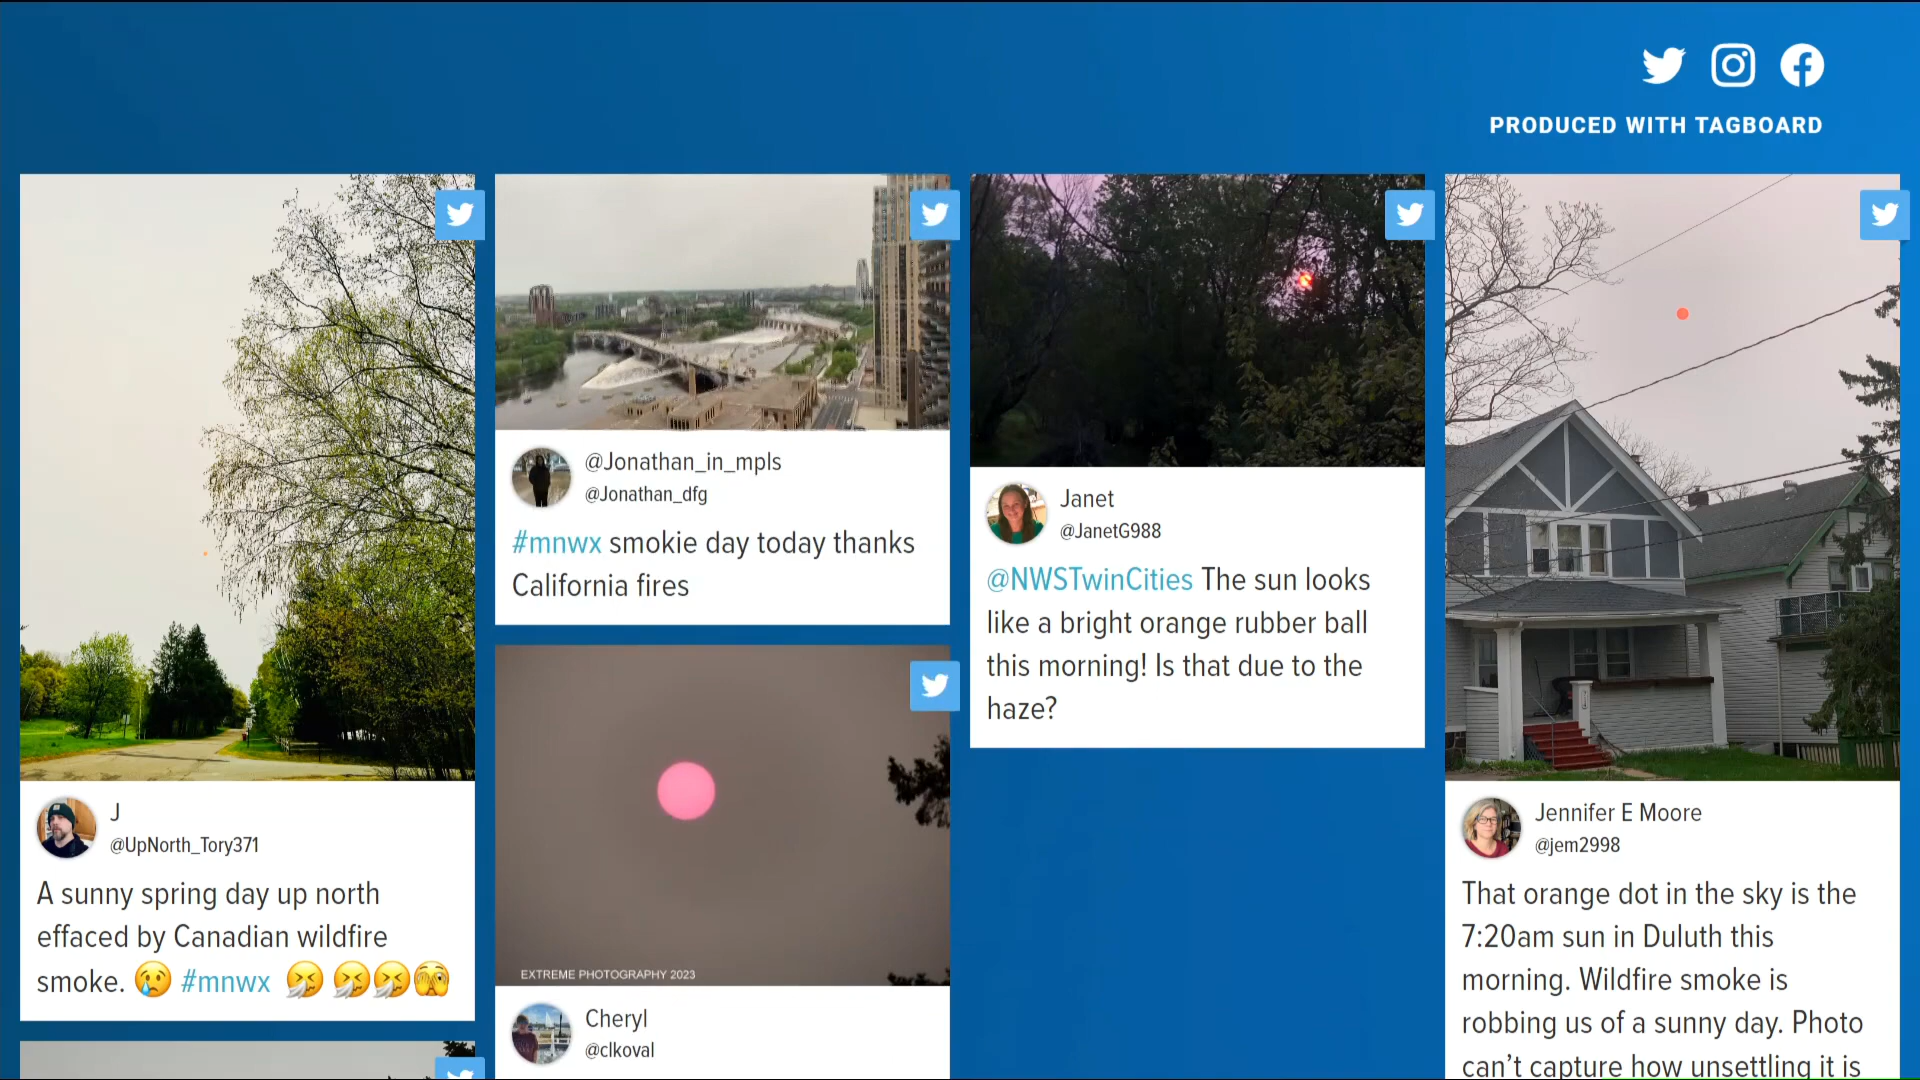 PRODUCED WITH TAGBOARD
J
@UpNorth_Tory371
A sunny spring day up north
effaced by Canadian wildfire
smoke. 😢 #mnwx 🤧 🤧🤧🫣
@Jonathan_in_mpls
@Jonathan_dfg
#mnwx smokie day today thanks
California fires
EXTREME PHOTOGRAPHY 2023
Cheryl
@clkoval
Janet
@JanetG988
@NWSTwinCities The sun looks
like a bright orange rubber ball
this morning! Is that due to the
haze?
Jennifer E Moore
@jem2998
That orange dot in the sky is the
7:20am sun in Duluth this
morning. Wildfire smoke is
robbing us of a sunny day. Photo
can't capture how unsettling it is